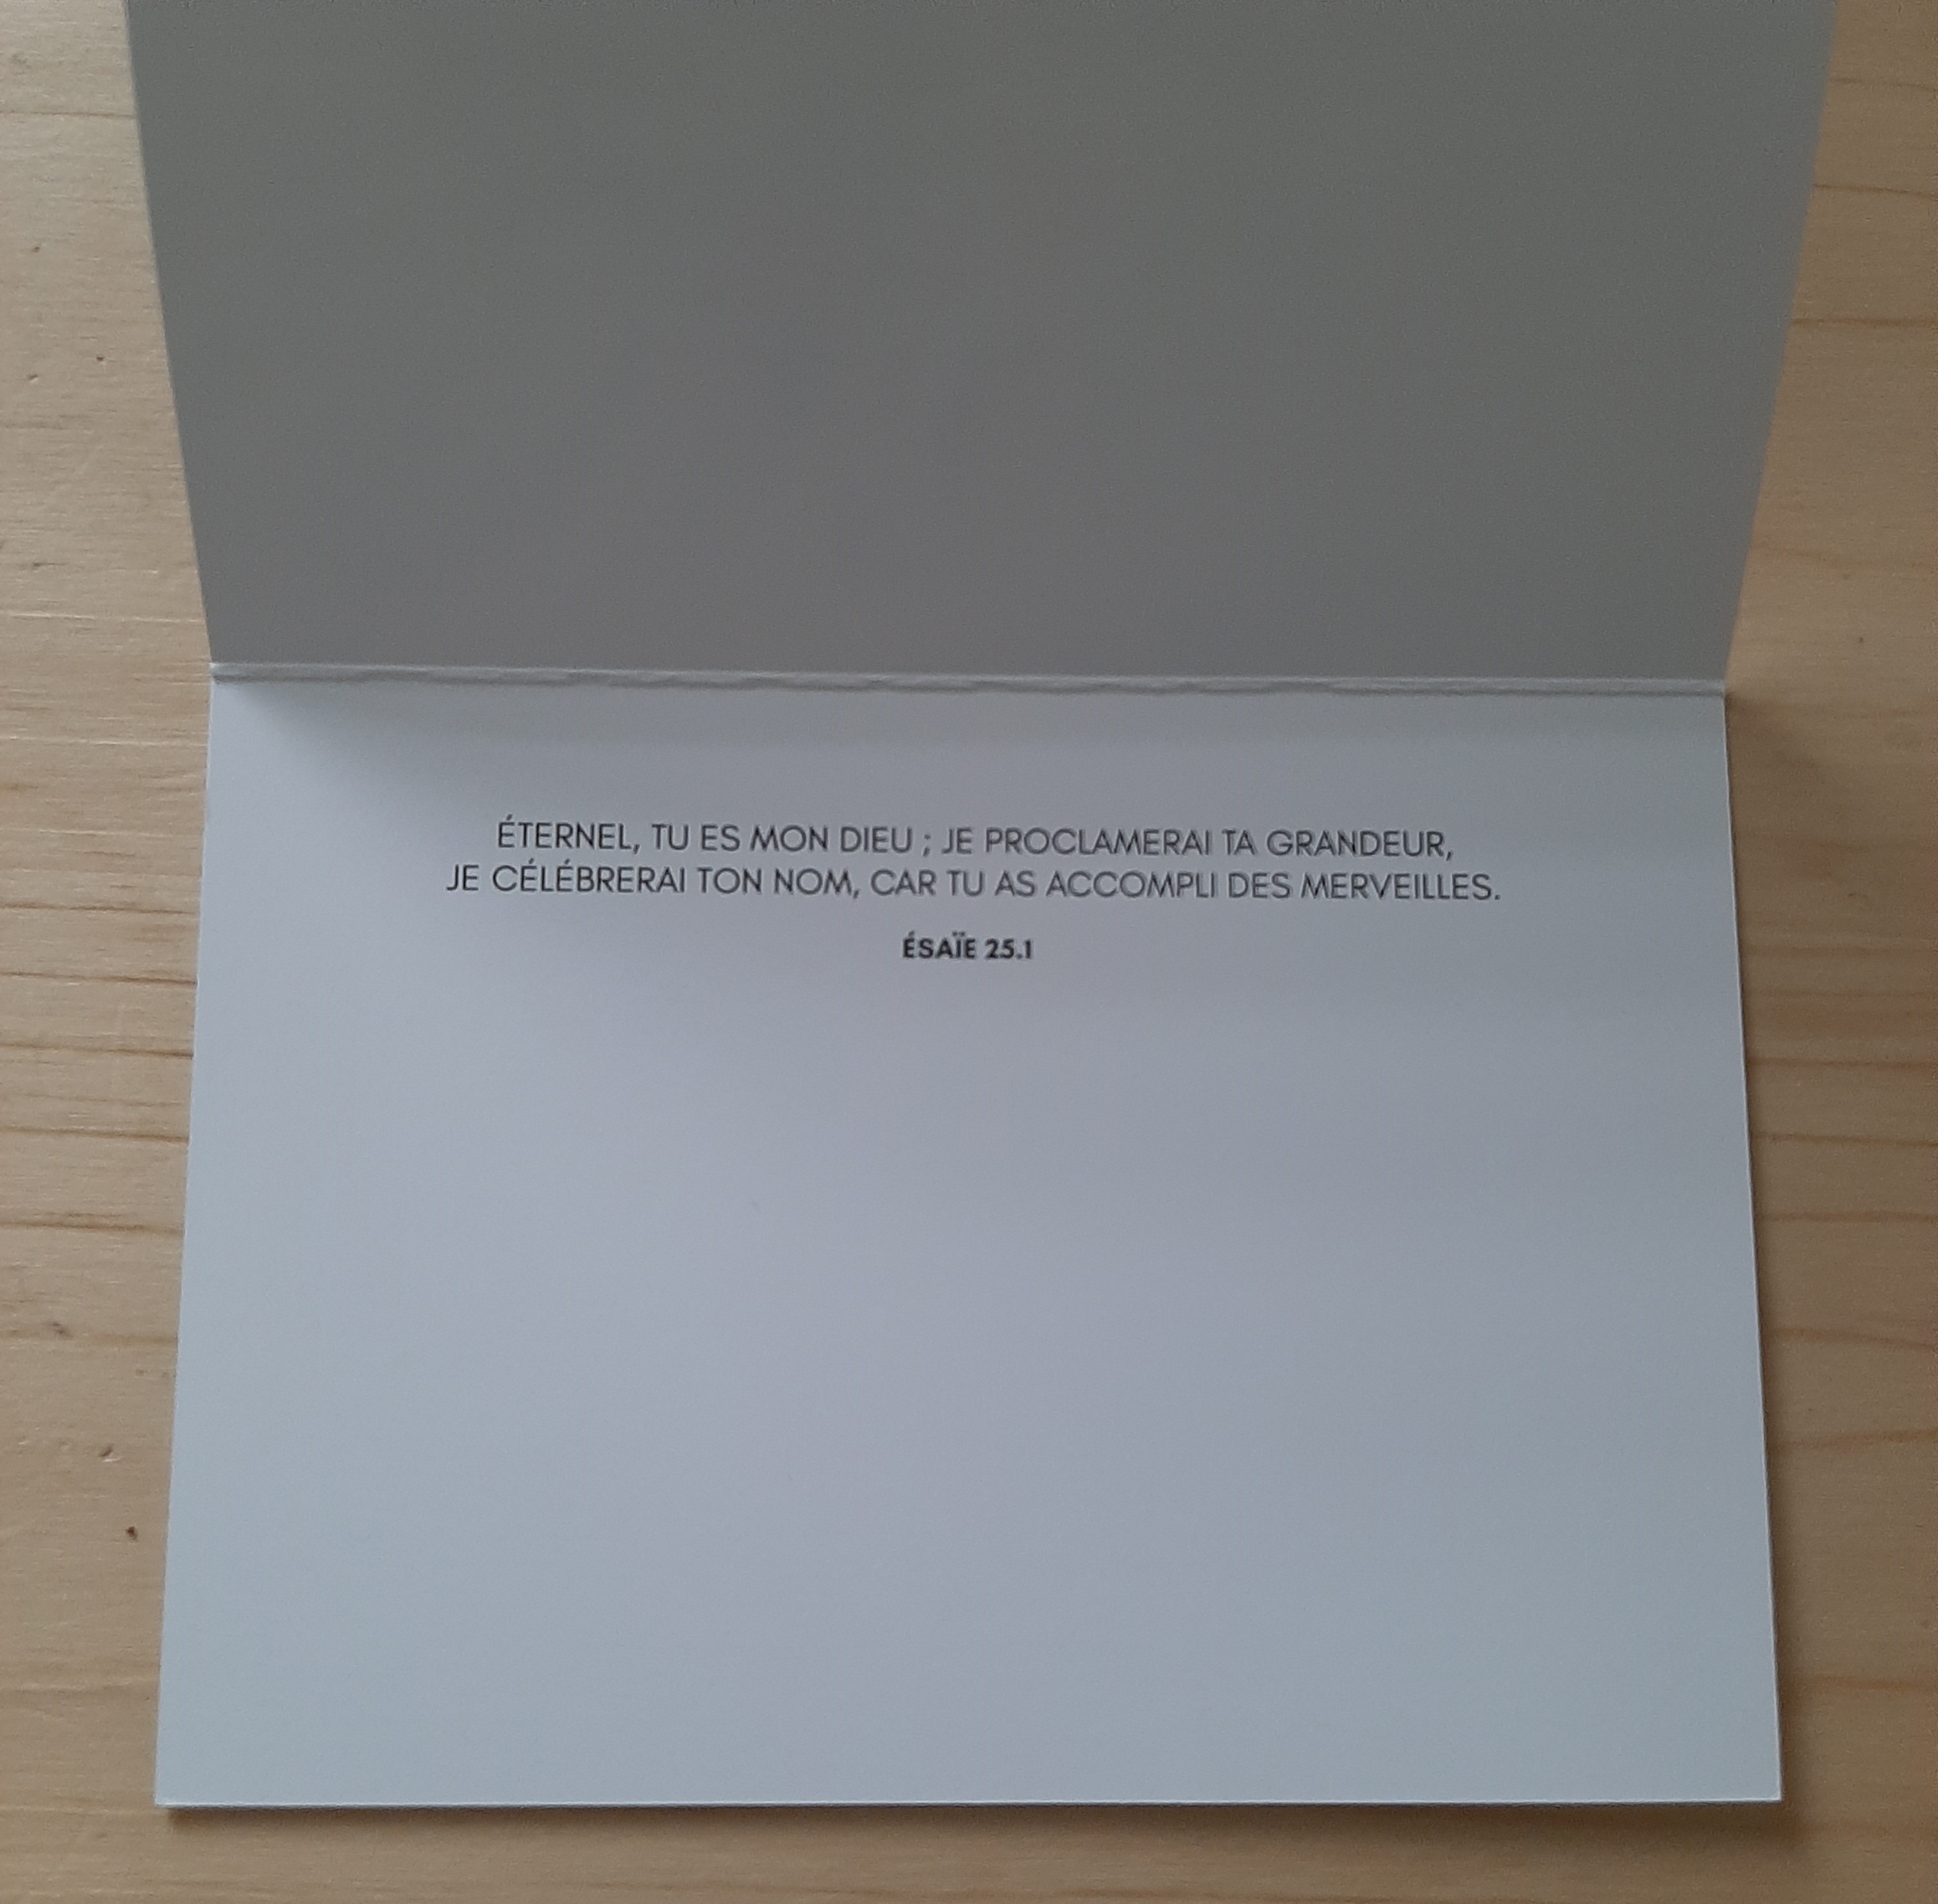 ÉTERNEL, TU ES MON DIEU ; JE PROCLAMERAI TA GRANDEUR,
JE CÉLÉBRERAI TON NOM, CAR TU AS ACCOMPLI DES MERVEILLES.
ÉSAÏE 25.1